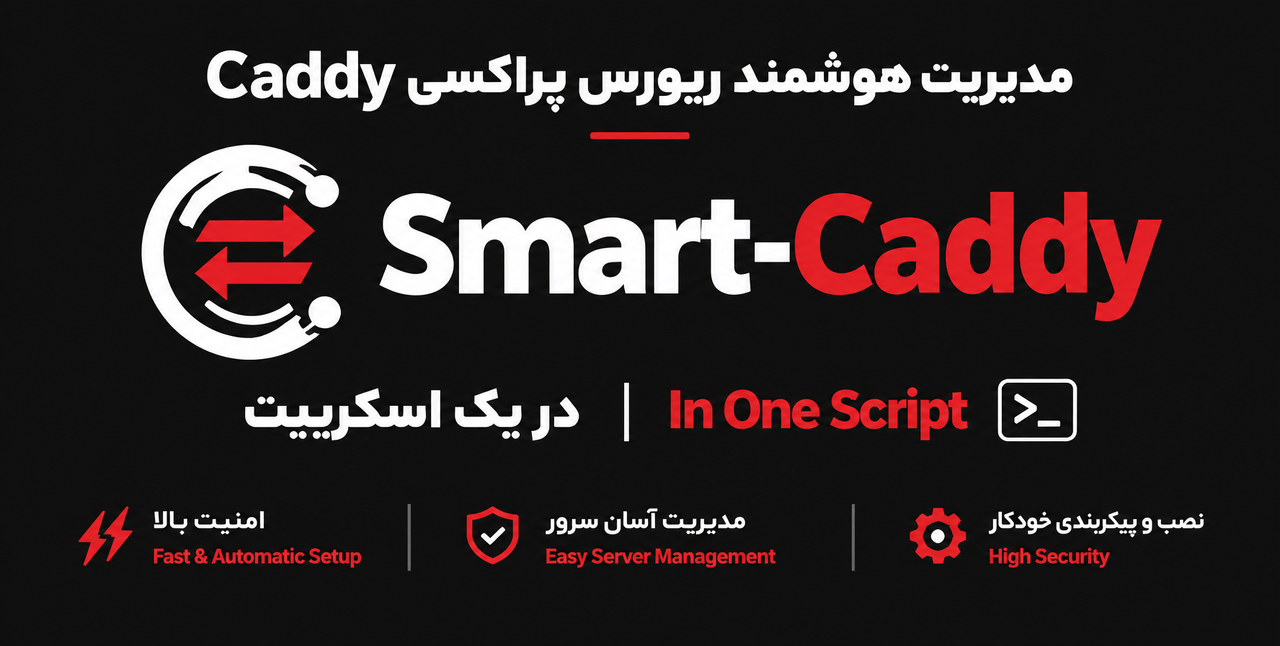 مدیریت هوشمند ریورس پراکسی Caddy
Smart-Caddy
در یک اسکرییت | In One Script >_
امنیت بالا
Fast & Automatic Setup
مدیریت آسان سرور
Easy Server Management
نصب و پیکربندی خودکار
High Security